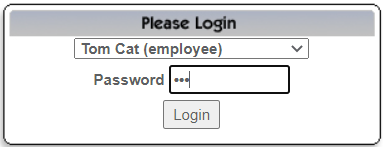 Please Login
Tom Cat (employee)
Password •••
Login